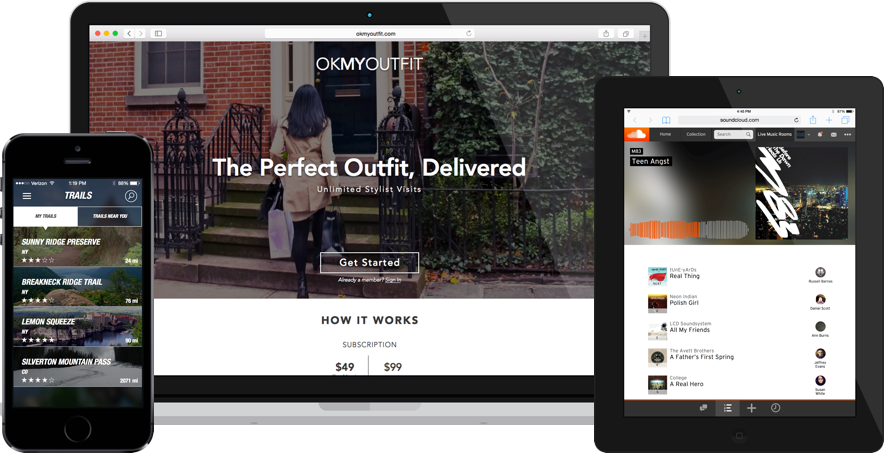 okmyoutfit.com
OKMYOUTFIT
The Perfect Outfit, Delivered
Unlimited Stylist Visits
Get Started
Already a member? Sign In
HOW IT WORKS
SUBSCRIPTION
$49
$99
Verizon
1:19 PM
86%
TRAILS
MY TRAILS
TRAILS NEAR YOU
SUNNY RIDGE PRESERVE
NY
24 mi
BREAKNECK RIDGE TRAIL
NY
76 mi
LEMON SQUEEZE
NY
90 mi
SILVERTON MOUNTAIN PASS
CO
2071 mi
4:45 PM
87%
soundcloud.com
Home
Collection
Search
Live Music Rooms
M83
Teen Angst
tUnE-yArDs
Real Thing
Russell Barnes
Neon Indian
Polish Girl
Daniel Scott
LCD Soundsystem
All My Friends
Ann Burns
The Avett Brothers
A Father's First Spring
Jeffrey
Evans
College
A Real Hero
Susan
White